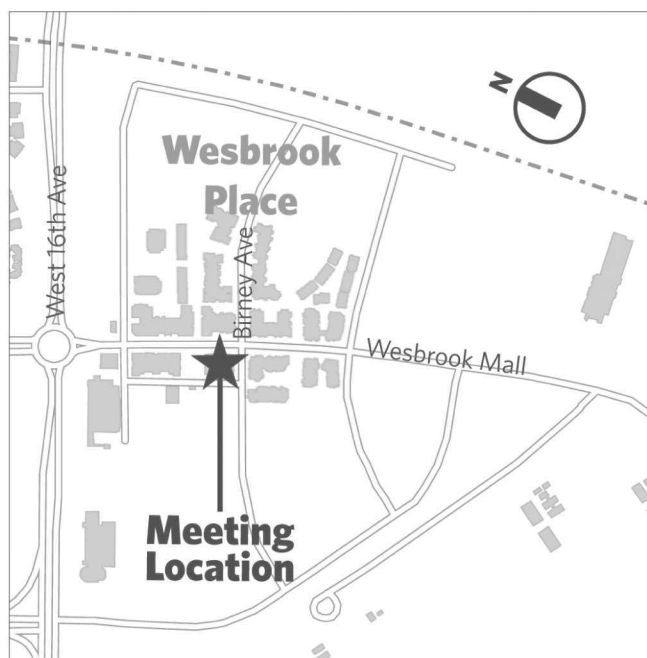 N
Wesbrook
Place
West 16th Ave
Birney Ave
Wesbrook Mall
Meeting
Location